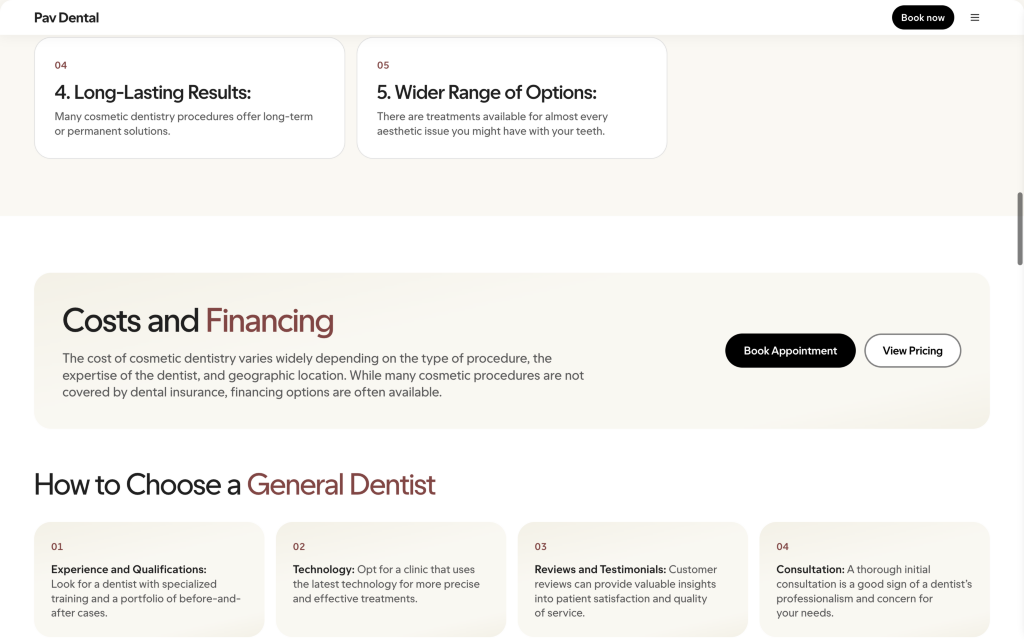 Pav Dental
Book now
04
4. Long-Lasting Results:
Many cosmetic dentistry procedures offer long-term
or permanent solutions.
05
5. Wider Range of Options:
There are treatments available for almost every
aesthetic issue you might have with your teeth.
Costs and Financing
The cost of cosmetic dentistry varies widely depending on the type of procedure, the
expertise of the dentist, and geographic location. While many cosmetic procedures are not
covered by dental insurance, financing options are often available.
Book Appointment
View Pricing
How to Choose a General Dentist
01
Experience and Qualifications:
Look for a dentist with specialized
training and a portfolio of before-and-
after cases.
02
Technology: Opt for a clinic that uses
the latest technology for more precise
and effective treatments.
03
Reviews and Testimonials: Customer
reviews can provide valuable insights
into patient satisfaction and quality
of service.
04
Consultation: A thorough initial
consultation is a good sign of a dentist's
professionalism and concern for
your needs.